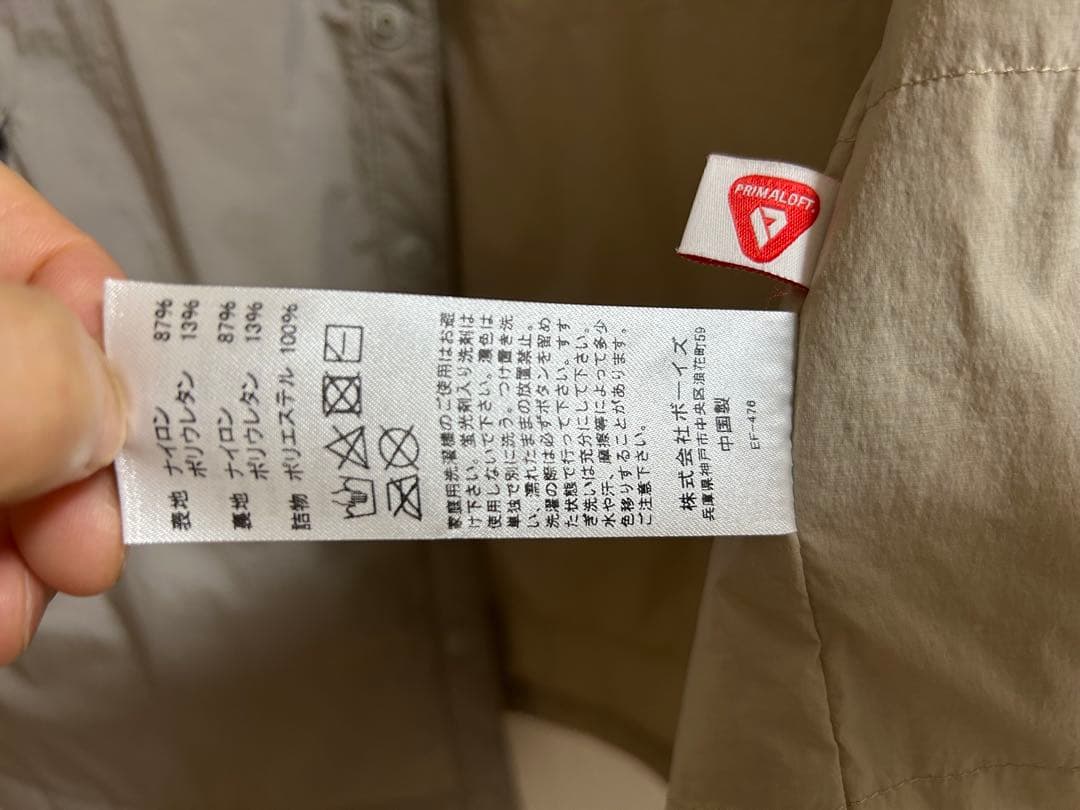 表地 ナイロン 87%
ポリウレタン 13%
裏地 ナイロン 87%
ポリウレタン 13%
詰物 ポリエステル 100%
家庭用洗濯機のご使用はお避
け下さい。蛍光剤入り洗剤は
使用しないで下さい。濃色は
単独で別に洗う。つけ置き洗
い、濡れたままの放置禁止。
洗濯の際は必ずボタンを留め
た状態で行って下さい。すす
ぎ洗いは充分にして下さい。
水や汗、摩擦等によって多少
色移りすることがあります。
ご注意下さい。
株式会社ボーイズ
兵庫県神戸市中央区浪花町59
中国製
EF-476
PRIMALOFT